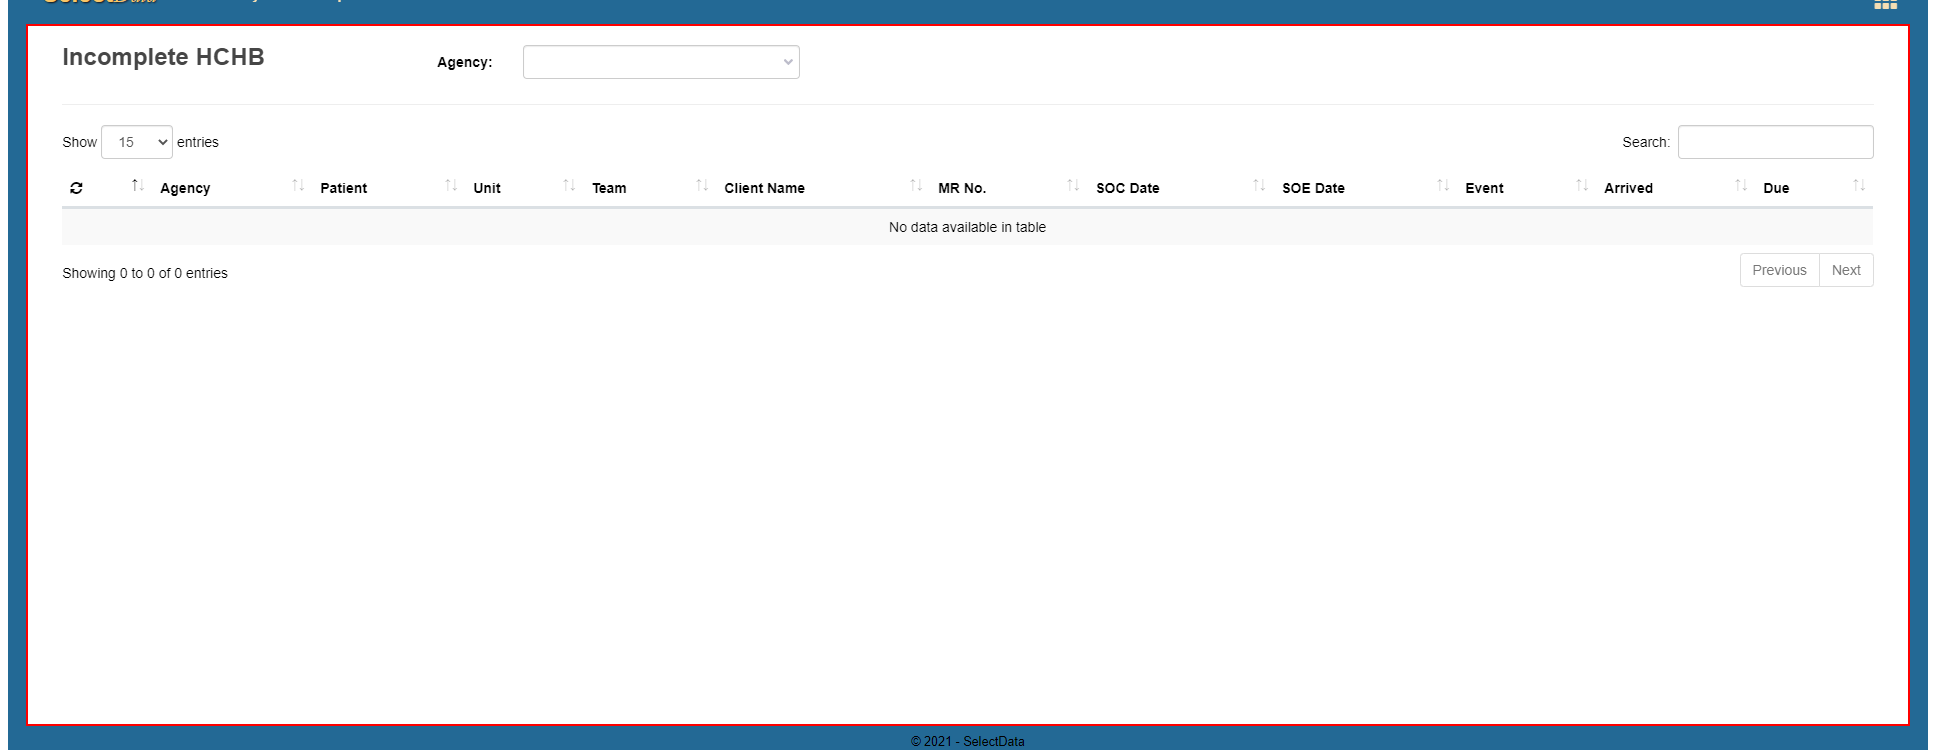 Incomplete HCHB
Agency:
Show 15 entries
Search:
Agency Patient Unit Team Client Name MR No. SOC Date SOE Date Event Arrived Due
No data available in table
Showing 0 to 0 of 0 entries
Previous Next
© 2021 - SelectData